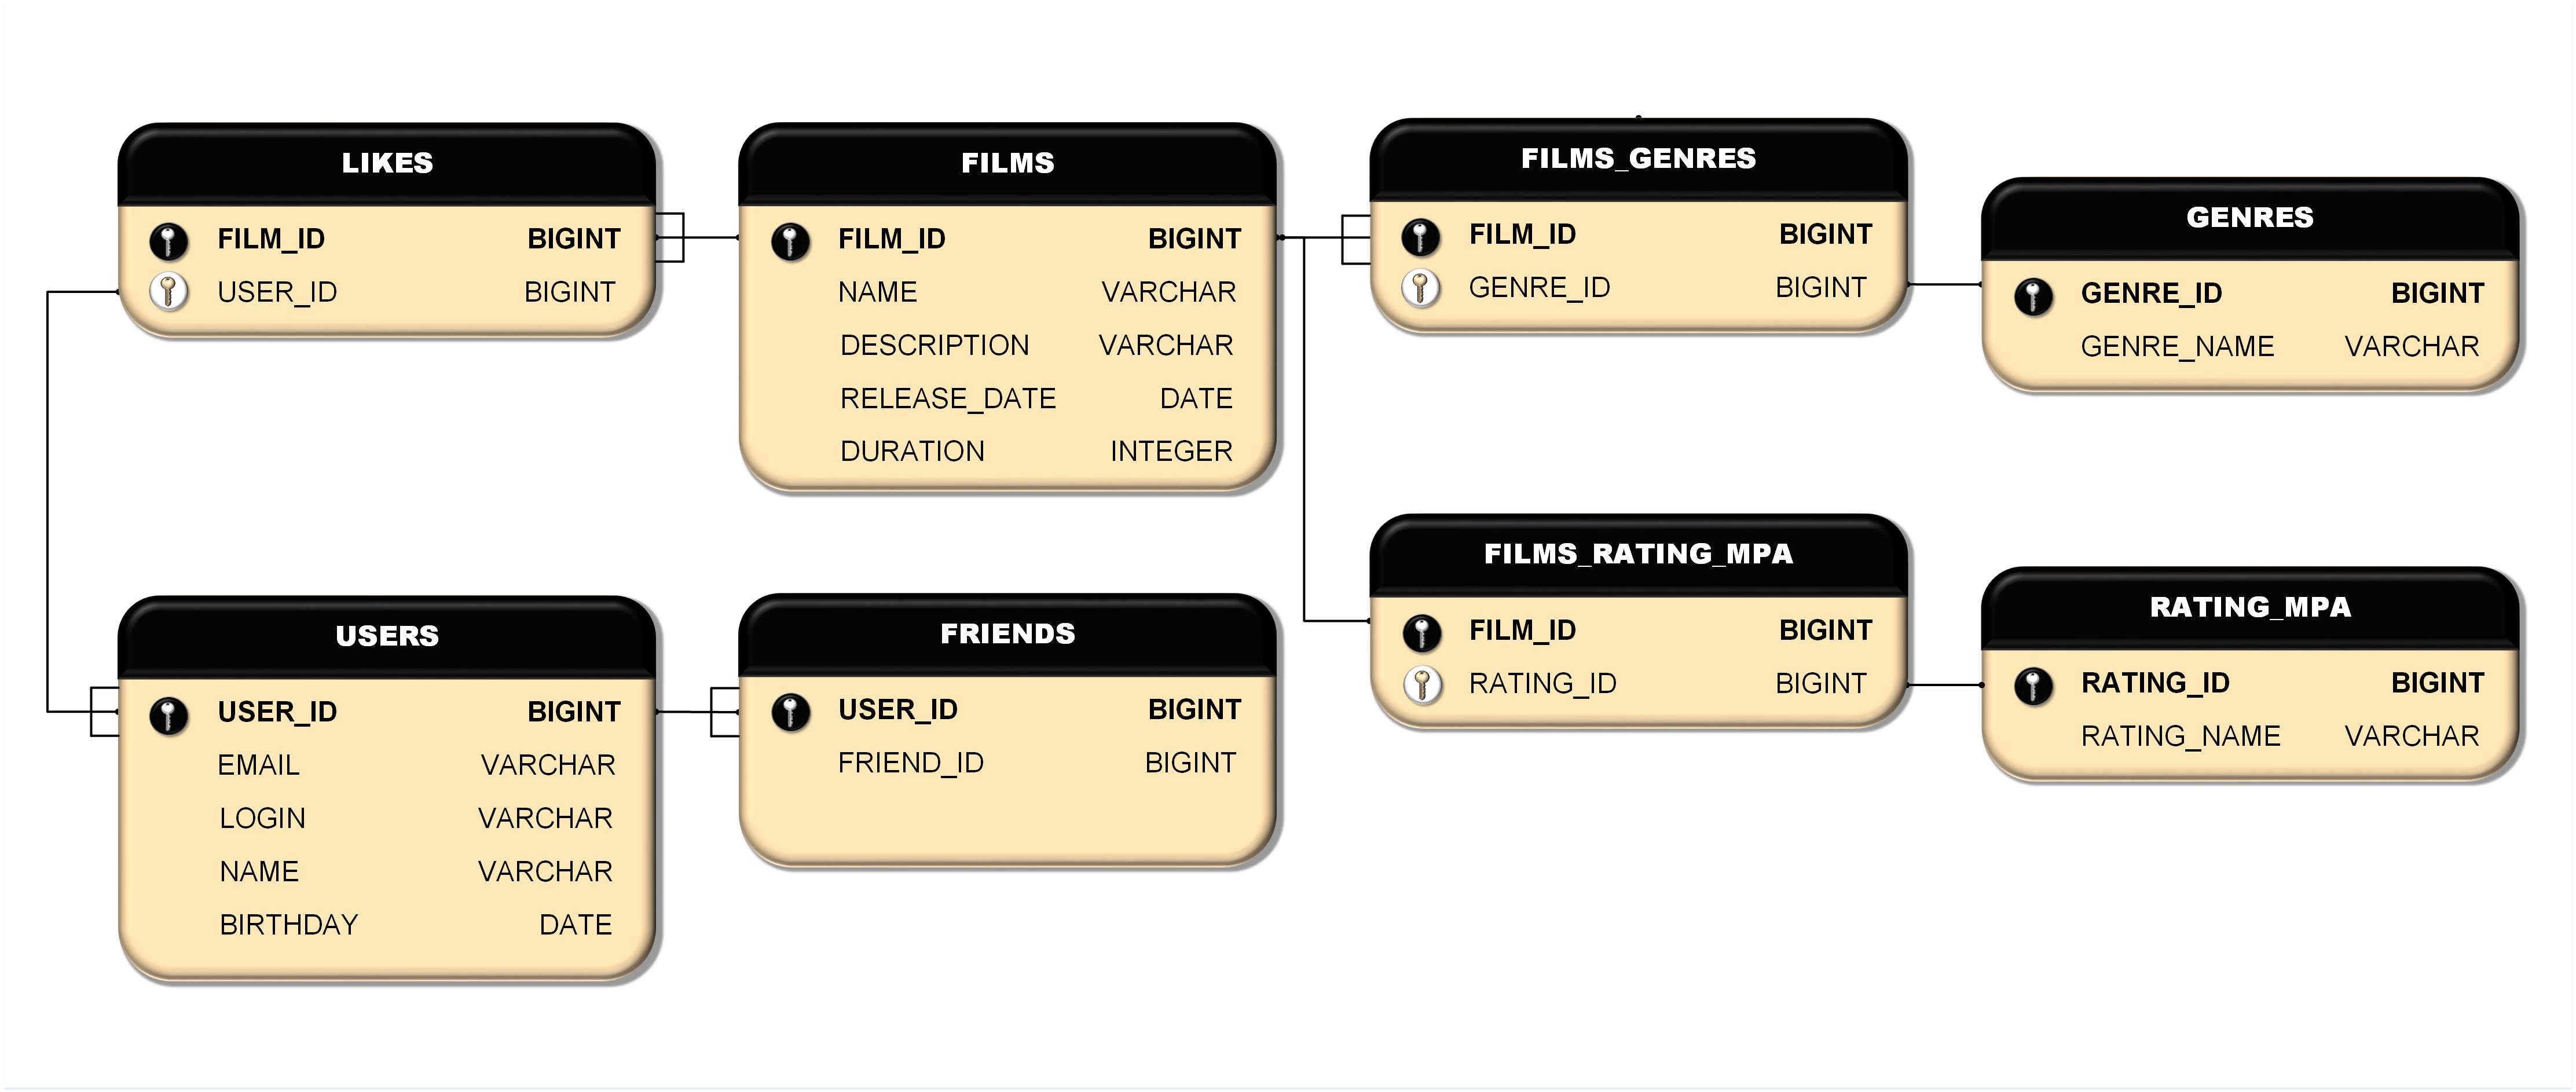 LIKES
FILM_ID BIGINT
USER_ID BIGINT
FILMS
FILM_ID BIGINT
NAME VARCHAR
DESCRIPTION VARCHAR
RELEASE_DATE DATE
DURATION INTEGER
FILMS_GENRES
FILM_ID BIGINT
GENRE_ID BIGINT
GENRES
GENRE_ID BIGINT
GENRE_NAME VARCHAR
USERS
USER_ID BIGINT
EMAIL VARCHAR
LOGIN VARCHAR
NAME VARCHAR
BIRTHDAY DATE
FRIENDS
USER_ID BIGINT
FRIEND_ID BIGINT
FILMS_RATING_MPA
FILM_ID BIGINT
RATING_ID BIGINT
RATING_MPA
RATING_ID BIGINT
RATING_NAME VARCHAR